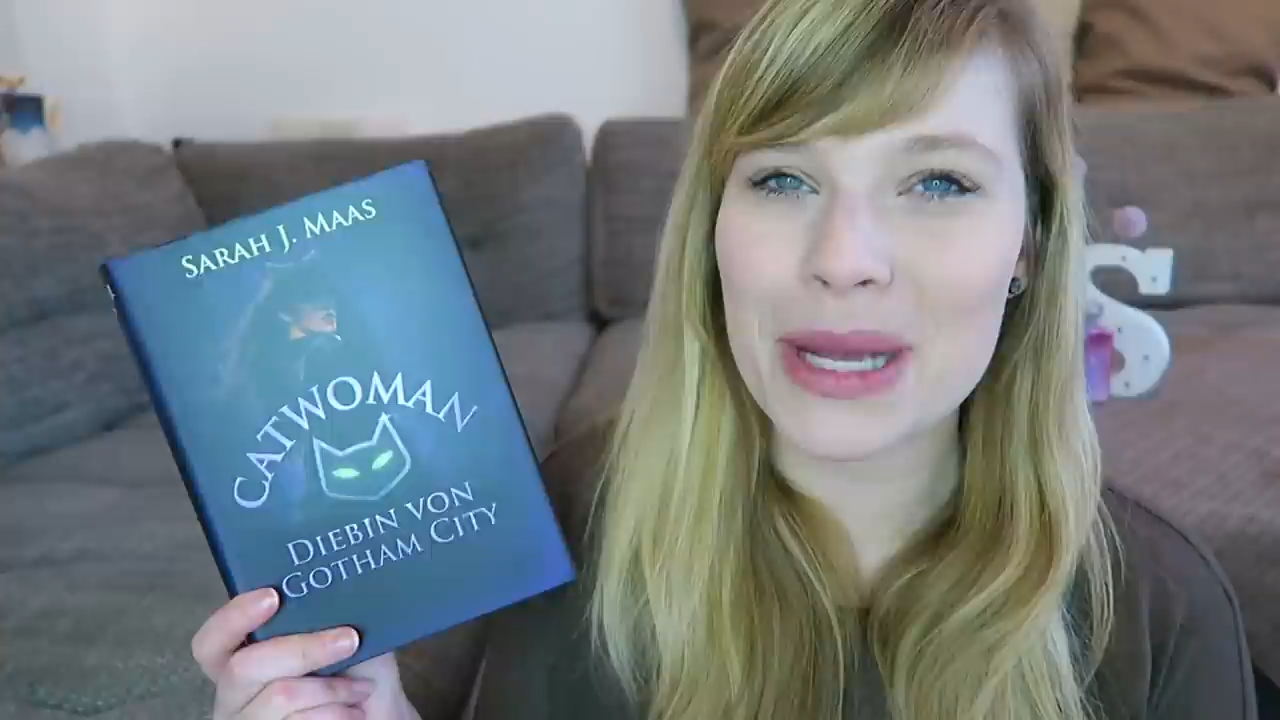 SARAH J. MAAS
CATWOMAN
DIEBIN VON
GOTHAM CITY
S